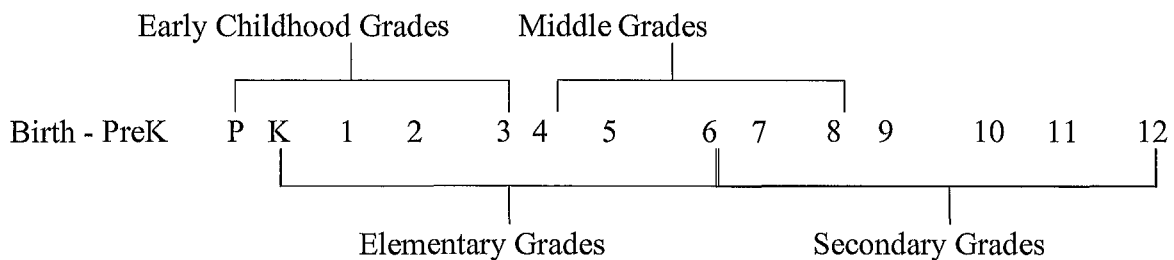 Early Childhood Grades Middle Grades
Birth - PreK P K 1 2 3 4 5 6 7 8 9 10 11 12
Elementary Grades Secondary Grades